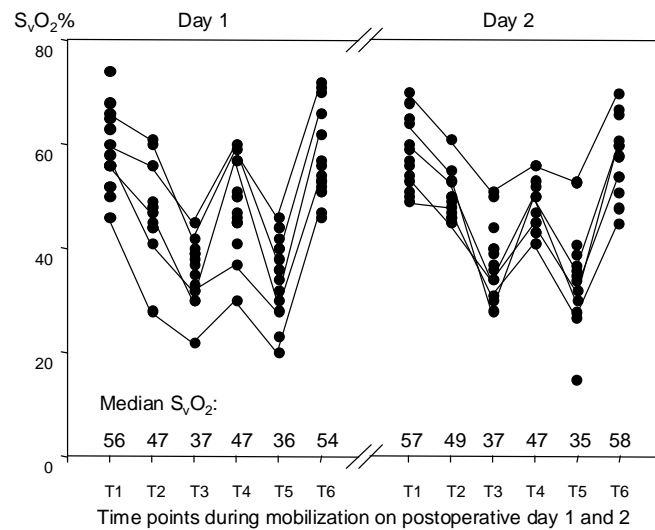 SvO2% Day 1 Day 2
80
60
40
20
Median SvO2:
56 47 37 47 36 54 57 49 37 47 35 58
0
T1 T2 T3 T4 T5 T6 T1 T2 T3 T4 T5 T6
Time points during mobilization on postoperative day 1 and 2